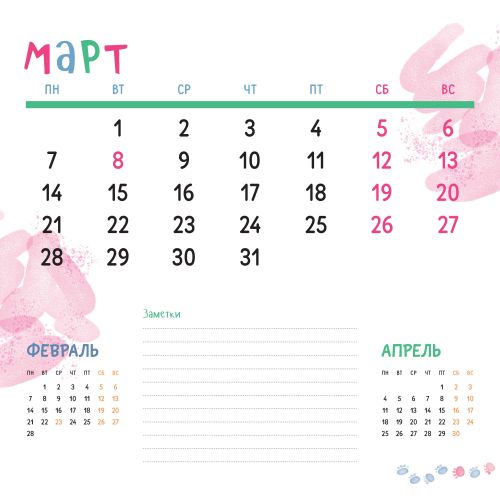 МАРТ
ПН ВТ СР ЧТ ПТ СБ ВС
1 2 3 4 5 6
7 8 9 10 11 12 13
14 15 16 17 18 19 20
21 22 23 24 25 26 27
28 29 30 31
Заметки
ФЕВРАЛЬ
ПН ВТ СР ЧТ ПТ СБ ВС
1 2 3 4 5 6
7 8 9 10 11 12 13
14 15 16 17 18 19 20
21 22 23 24 25 26 27
28
АПРЕЛЬ
ПН ВТ СР ЧТ ПТ СБ ВС
1 2 3
4 5 6 7 8 9 10
11 12 13 14 15 16 17
18 19 20 21 22 23 24
25 26 27 28 29 30